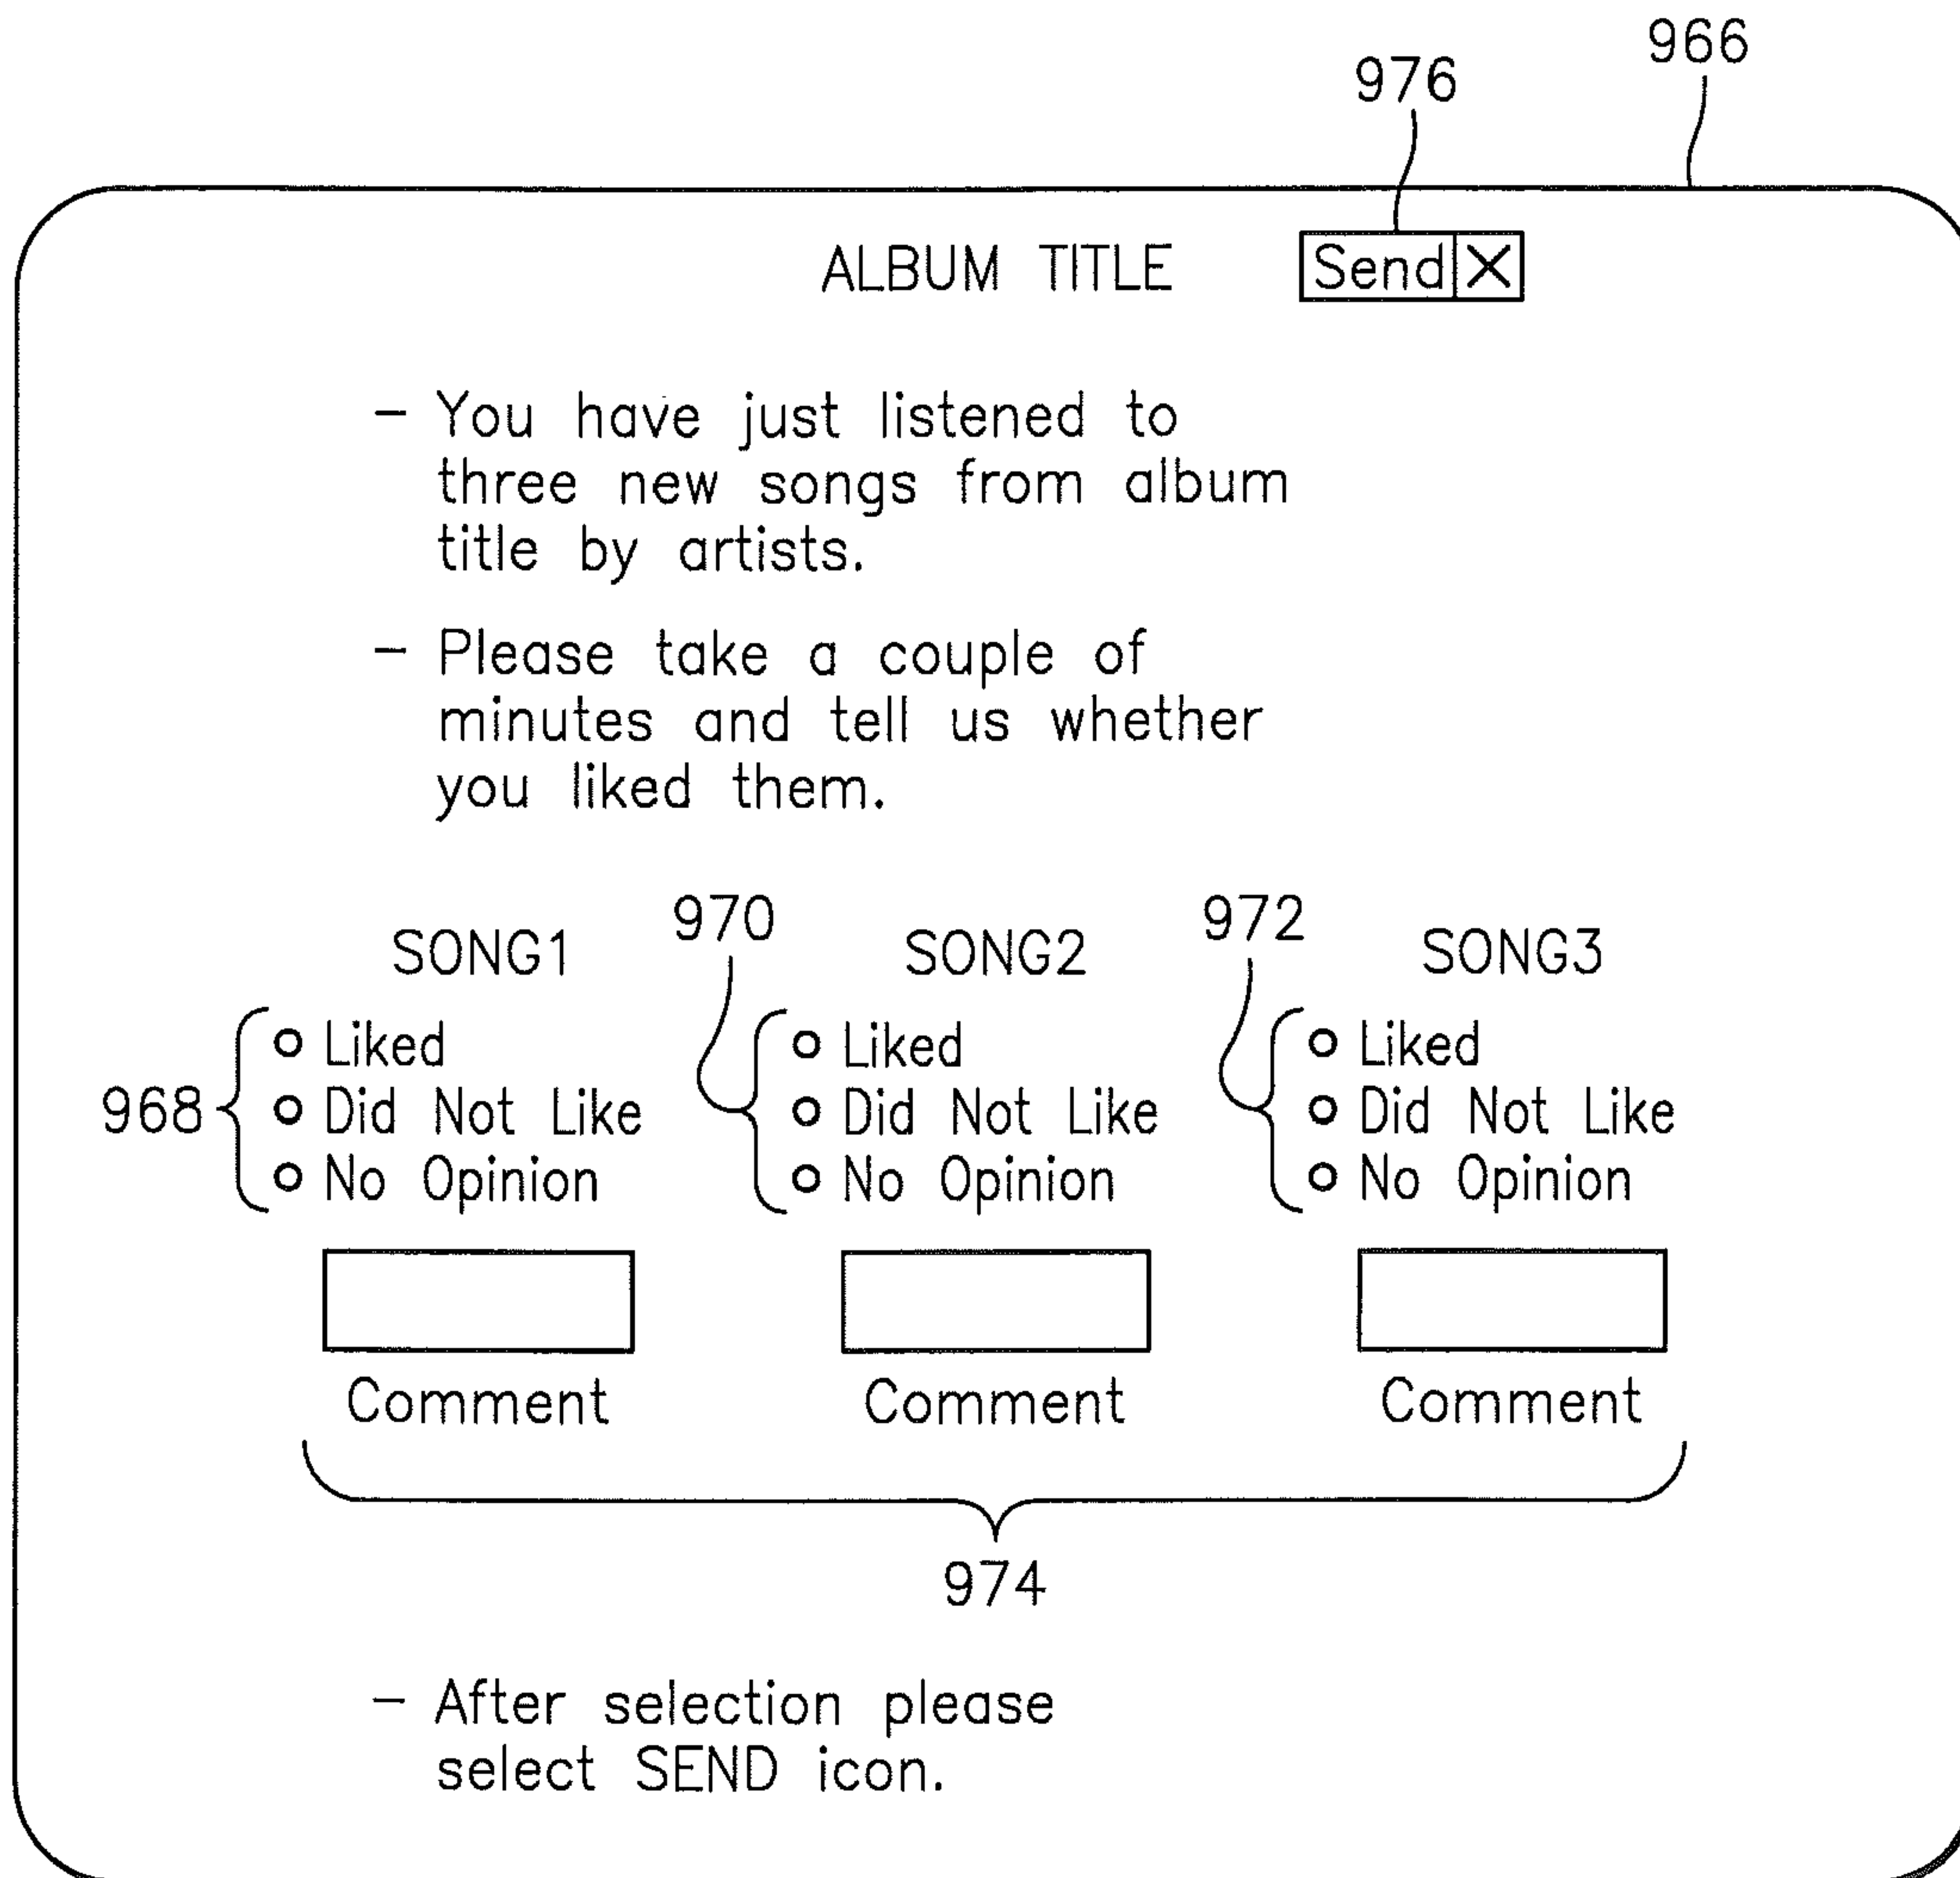 966
976
ALBUM TITLE Send X
- You have just listened to
three new songs from album
title by artists.
- Please take a couple of
minutes and tell us whether
you liked them.
970 972
SONG1 SONG2 SONG3
Liked Liked Liked
968 Did Not Like Did Not Like Did Not Like
No Opinion No Opinion No Opinion
Comment Comment Comment
974
- After selection please
select SEND icon.